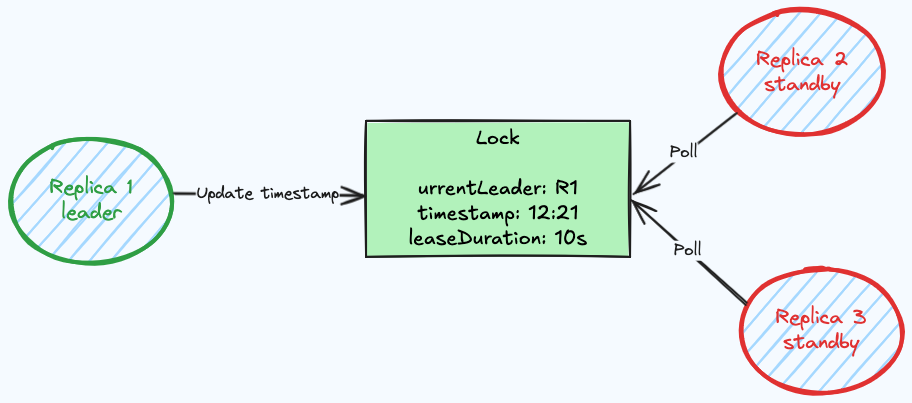 Replica 1
leader
Update timestamp
Lock
urrentLeader: R1
timestamp: 12:21
leaseDuration: 10s
Replica 2
standby
Poll
Poll
Replica 3
standby